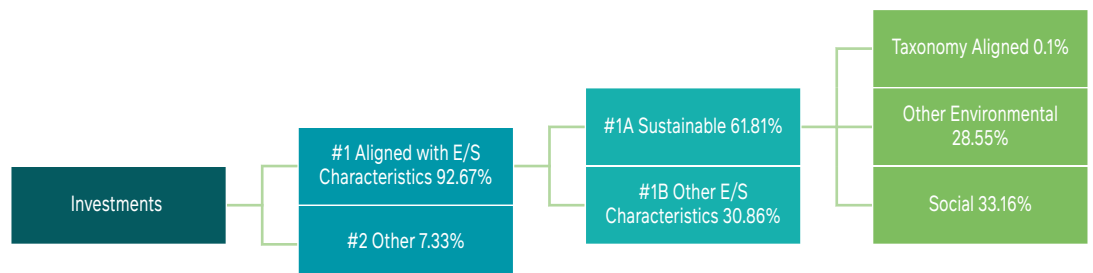 Investments
#1 Aligned with E/S
Characteristics 92.67%
#2 Other 7.33%
#1A Sustainable 61.81%
#1B Other E/S
Characteristics 30.86%
Taxonomy Aligned 0.1%
Other Environmental
28.55%
Social 33.16%